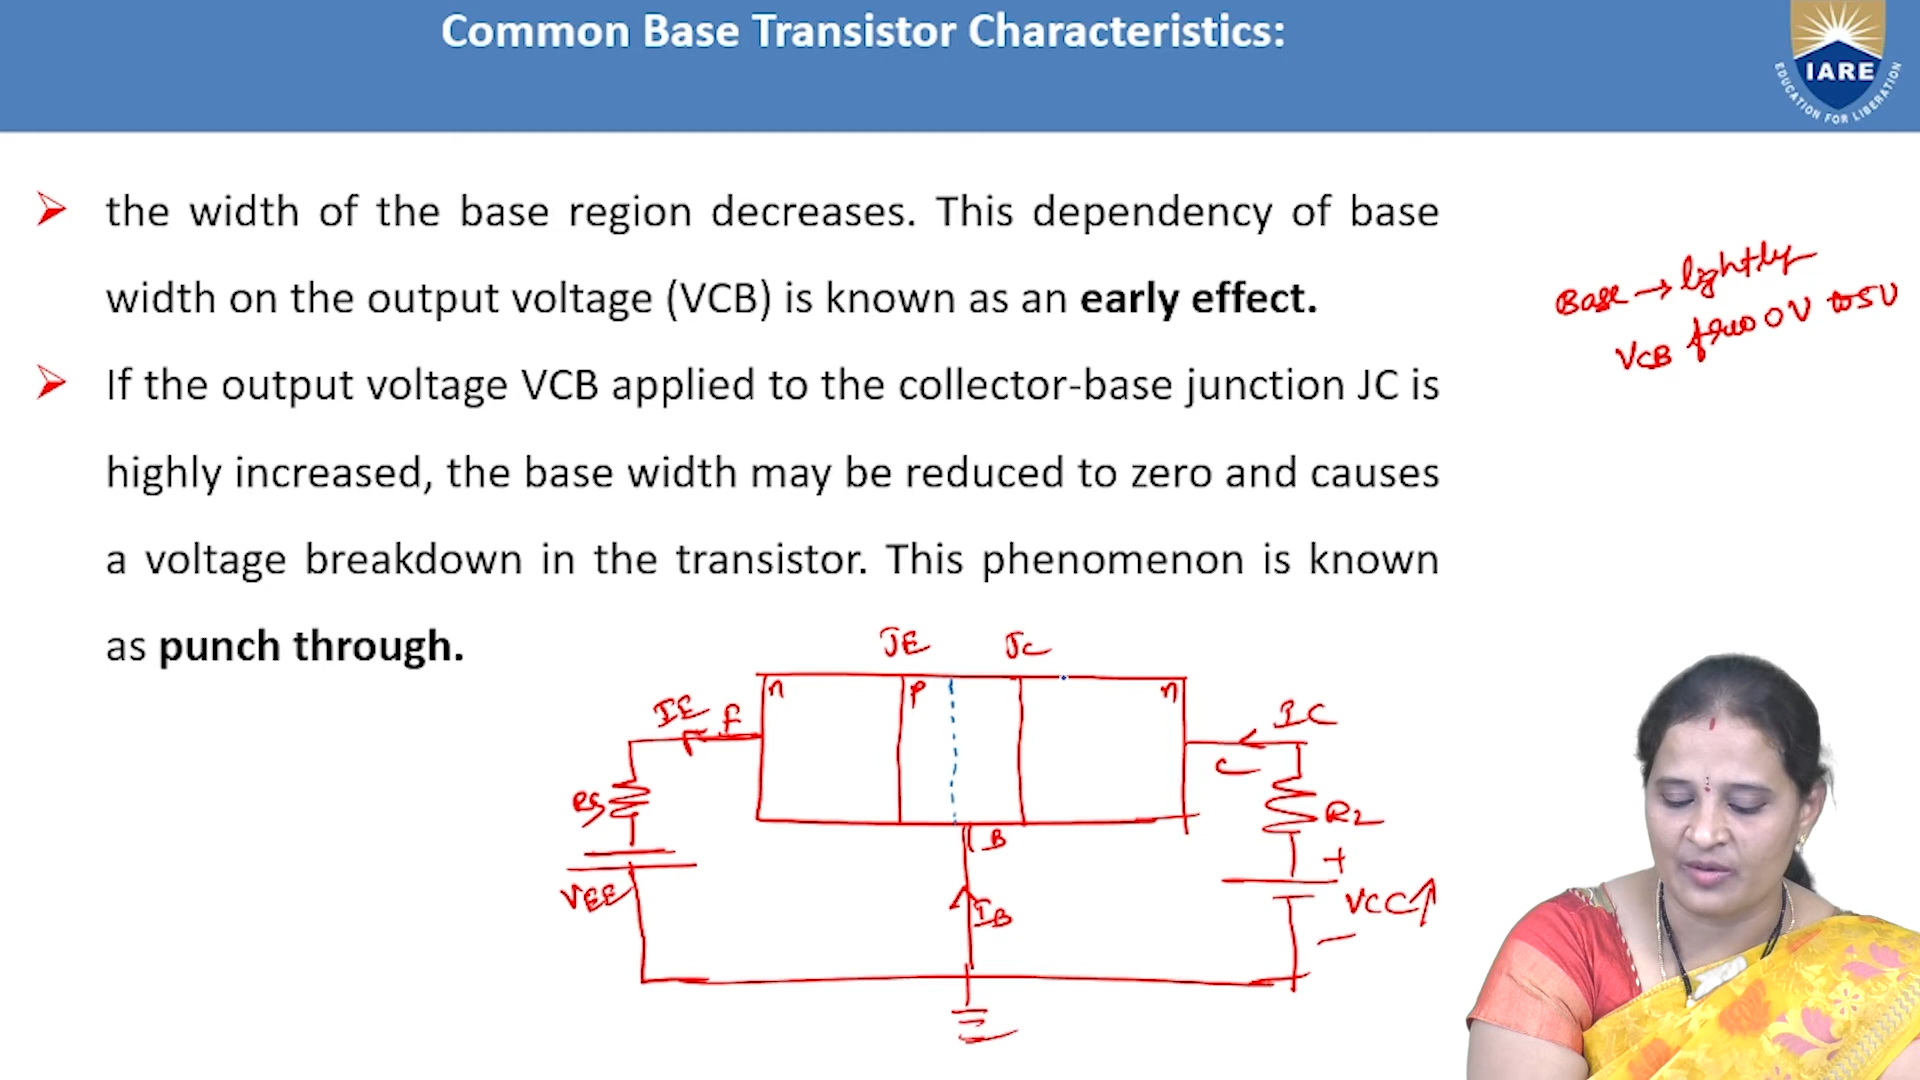 Common Base Transistor Characteristics:
IARE
EDUCATION FOR LIBERATION
the width of the base region decreases. This dependency of base
width on the output voltage (VCB) is known as an early effect.
If the output voltage VCB applied to the collector-base junction JC is
highly increased, the base width may be reduced to zero and causes
a voltage breakdown in the transistor. This phenomenon is known
as punch through.
Base → lightly
VCB from 0V to 5V
JE JC
n P n
IE E
IC
C
RS
R2
B
+
VEE
VCC↑
IB
−